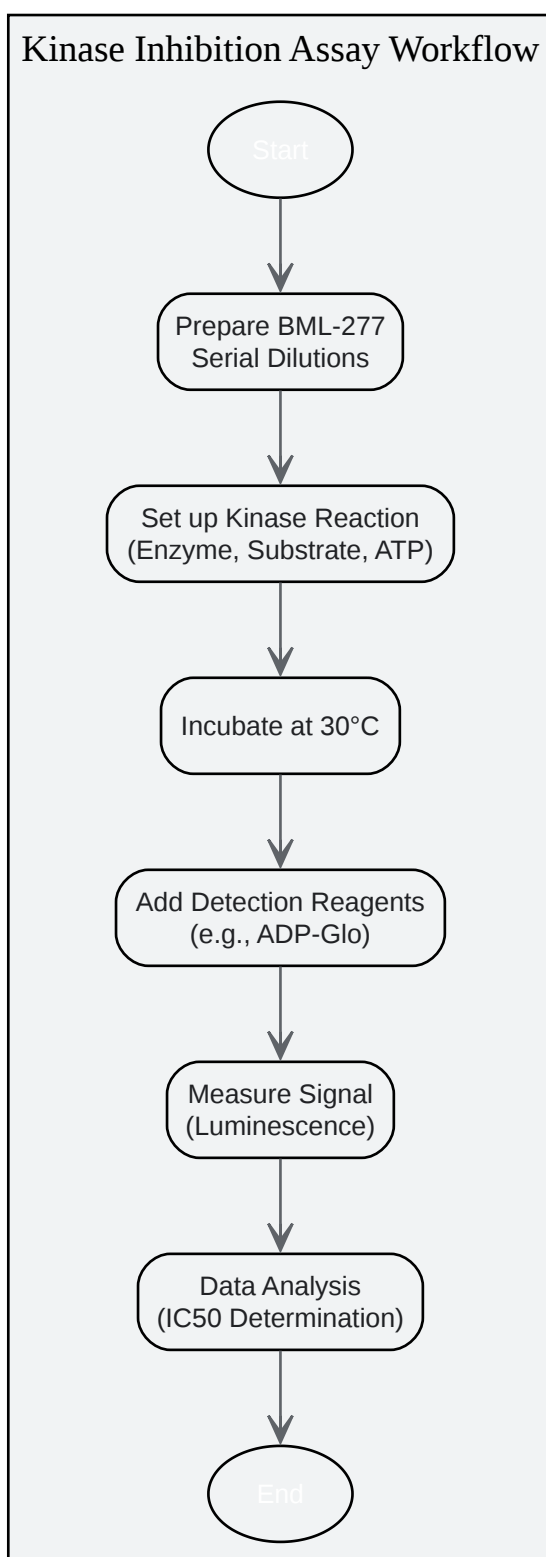 Kinase Inhibition Assay Workflow
Start
Prepare BML-277
Serial Dilutions
Set up Kinase Reaction
(Enzyme, Substrate, ATP)
Incubate at 30°C
Add Detection Reagents
(e.g., ADP-Glo)
Measure Signal
(Luminescence)
Data Analysis
(IC50 Determination)
End